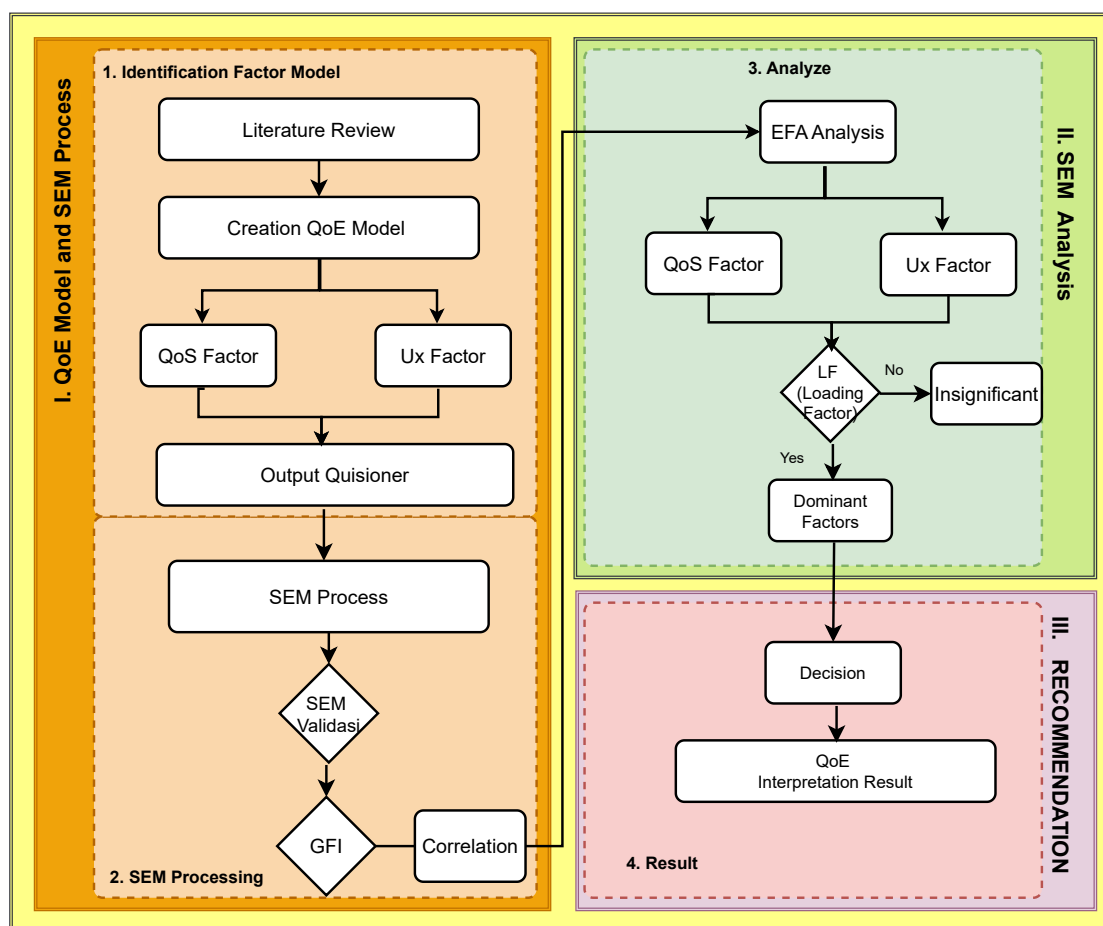 I. QoE Model and SEM Process
1. Identification Factor Model
Literature Review
Creation QoE Model
QoS Factor
Ux Factor
Output Quisioner
SEM Process
SEM
Validasi
GFI
Correlation
2. SEM Processing
II. SEM Analysis
3. Analyze
EFA Analysis
QoS Factor
Ux Factor
LF
(Loading
Factor)
No
Insignificant
Yes
Dominant
Factors
III. RECOMMENDATION
Decision
QoE
Interpretation Result
4. Result